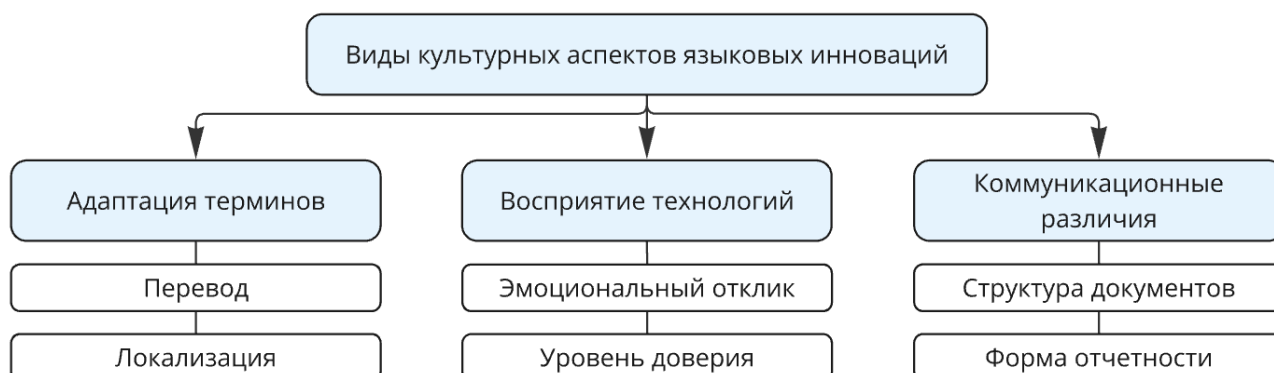 Виды культурных аспектов языковых инноваций
Адаптация терминов
Перевод
Локализация
Восприятие технологий
Эмоциональный отклик
Уровень доверия
Коммуникационные
различия
Структура документов
Форма отчетности